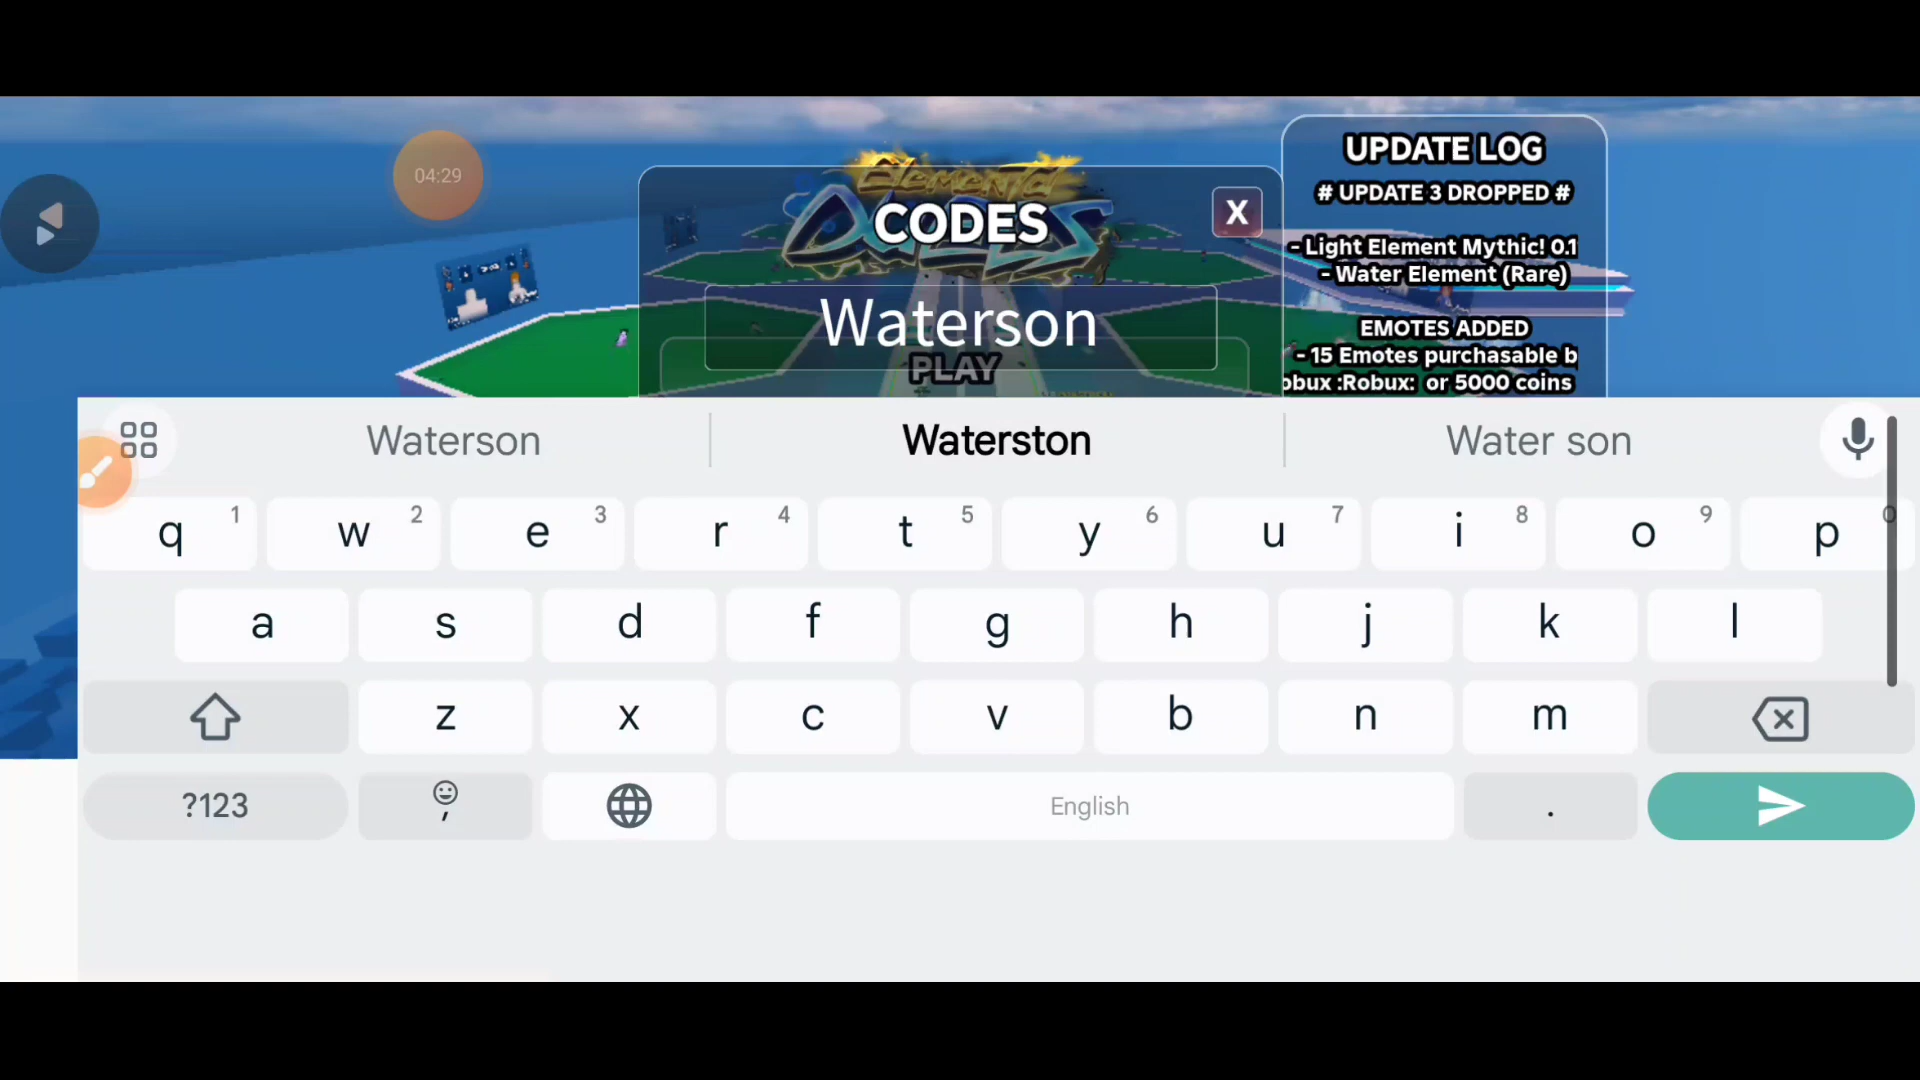 04:29
Elemental
CODES
X
Waterson
PLAY
UPDATE LOG
# UPDATE 3 DROPPED #
- Light Element Mythic! 0.1
- Water Element (Rare)
EMOTES ADDED
- 15 Emotes purchasable b
obux :Robux: or 5000 coins
Waterson Waterston Water son
q 1 w 2 e 3 r 4 t 5 y 6 u 7 i 8 o 9 p 0
a s d f g h j k l
z x c v b n m
?123 , English .